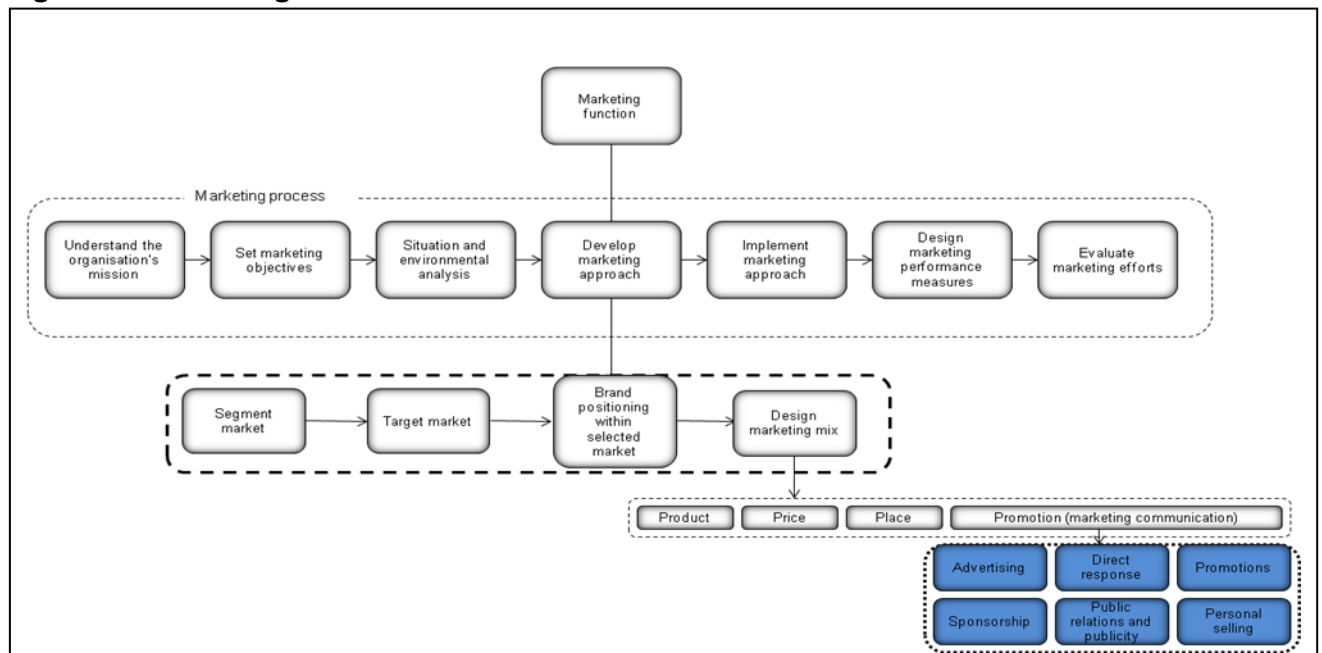 Marketing
function
Marketing process
Understand the
organisation's
mission
Set marketing
objectives
Situation and
environmental
analysis
Develop
marketing
approach
Implement
marketing
approach
Design
marketing
performance
measures
Evaluate
marketing efforts
Segment
market
Target market
Brand
positioning
within
selected
market
Design
marketing mix
Product
Price
Place
Promotion (marketing communication)
Advertising
Direct
response
Promotions
Sponsorship
Public
relations and
publicity
Personal
selling